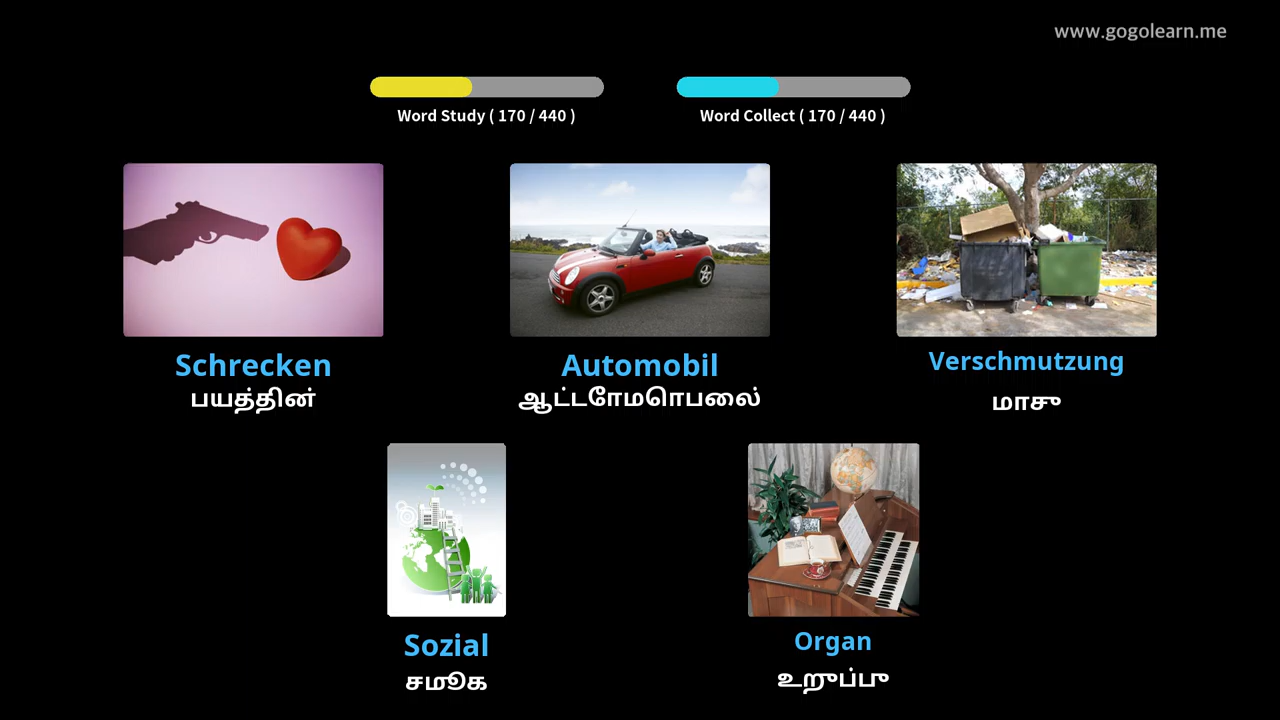 www.gogolearn.me
Word Study ( 170 / 440 )
Word Collect ( 170 / 440 )
Schrecken
பயத்தின்
Automobil
ஆட்டோமொபைல்
Verschmutzung
மாசு
Sozial
சமூக
Organ
உறுப்பு